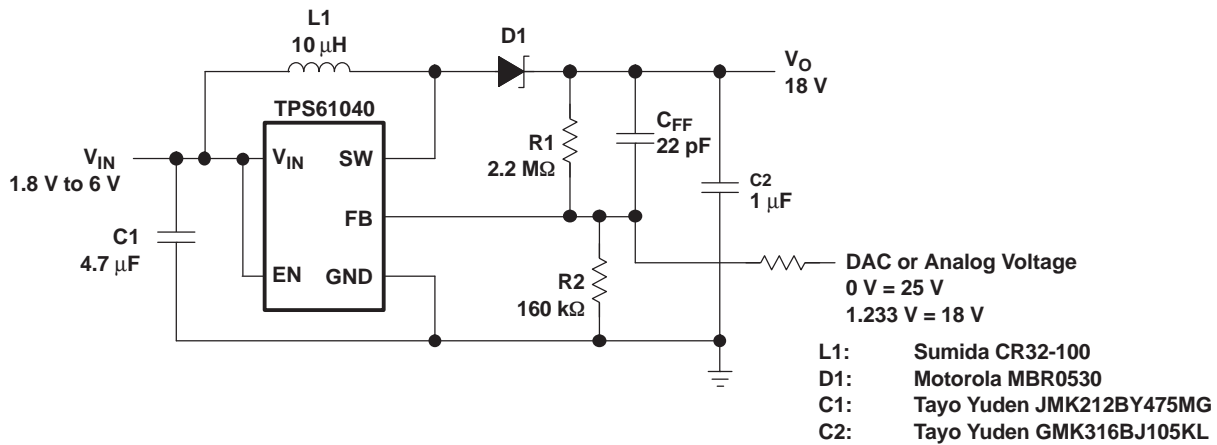 L1
10 μH
D1
VO
18 V
TPS61040
VIN
1.8 V to 6 V
VIN
SW
R1
2.2 MΩ
CFF
22 pF
C2
1 μF
FB
C1
4.7 μF
EN
GND
R2
160 kΩ
DAC or Analog Voltage
0 V = 25 V
1.233 V = 18 V
L1: Sumida CR32-100
D1: Motorola MBR0530
C1: Tayo Yuden JMK212BY475MG
C2: Tayo Yuden GMK316BJ105KL